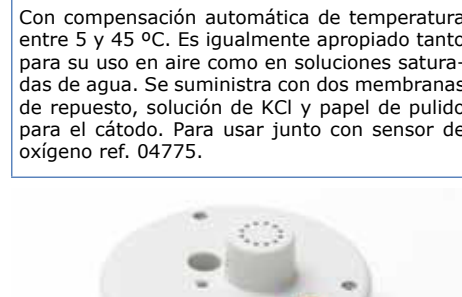 Con compensación automática de temperatura
entre 5 y 45 ºC. Es igualmente apropiado tanto
para su uso en aire como en soluciones satura-
das de agua. Se suministra con dos membranas
de repuesto, solución de KCl y papel de pulido
para el cátodo. Para usar junto con sensor de
oxígeno ref. 04775.